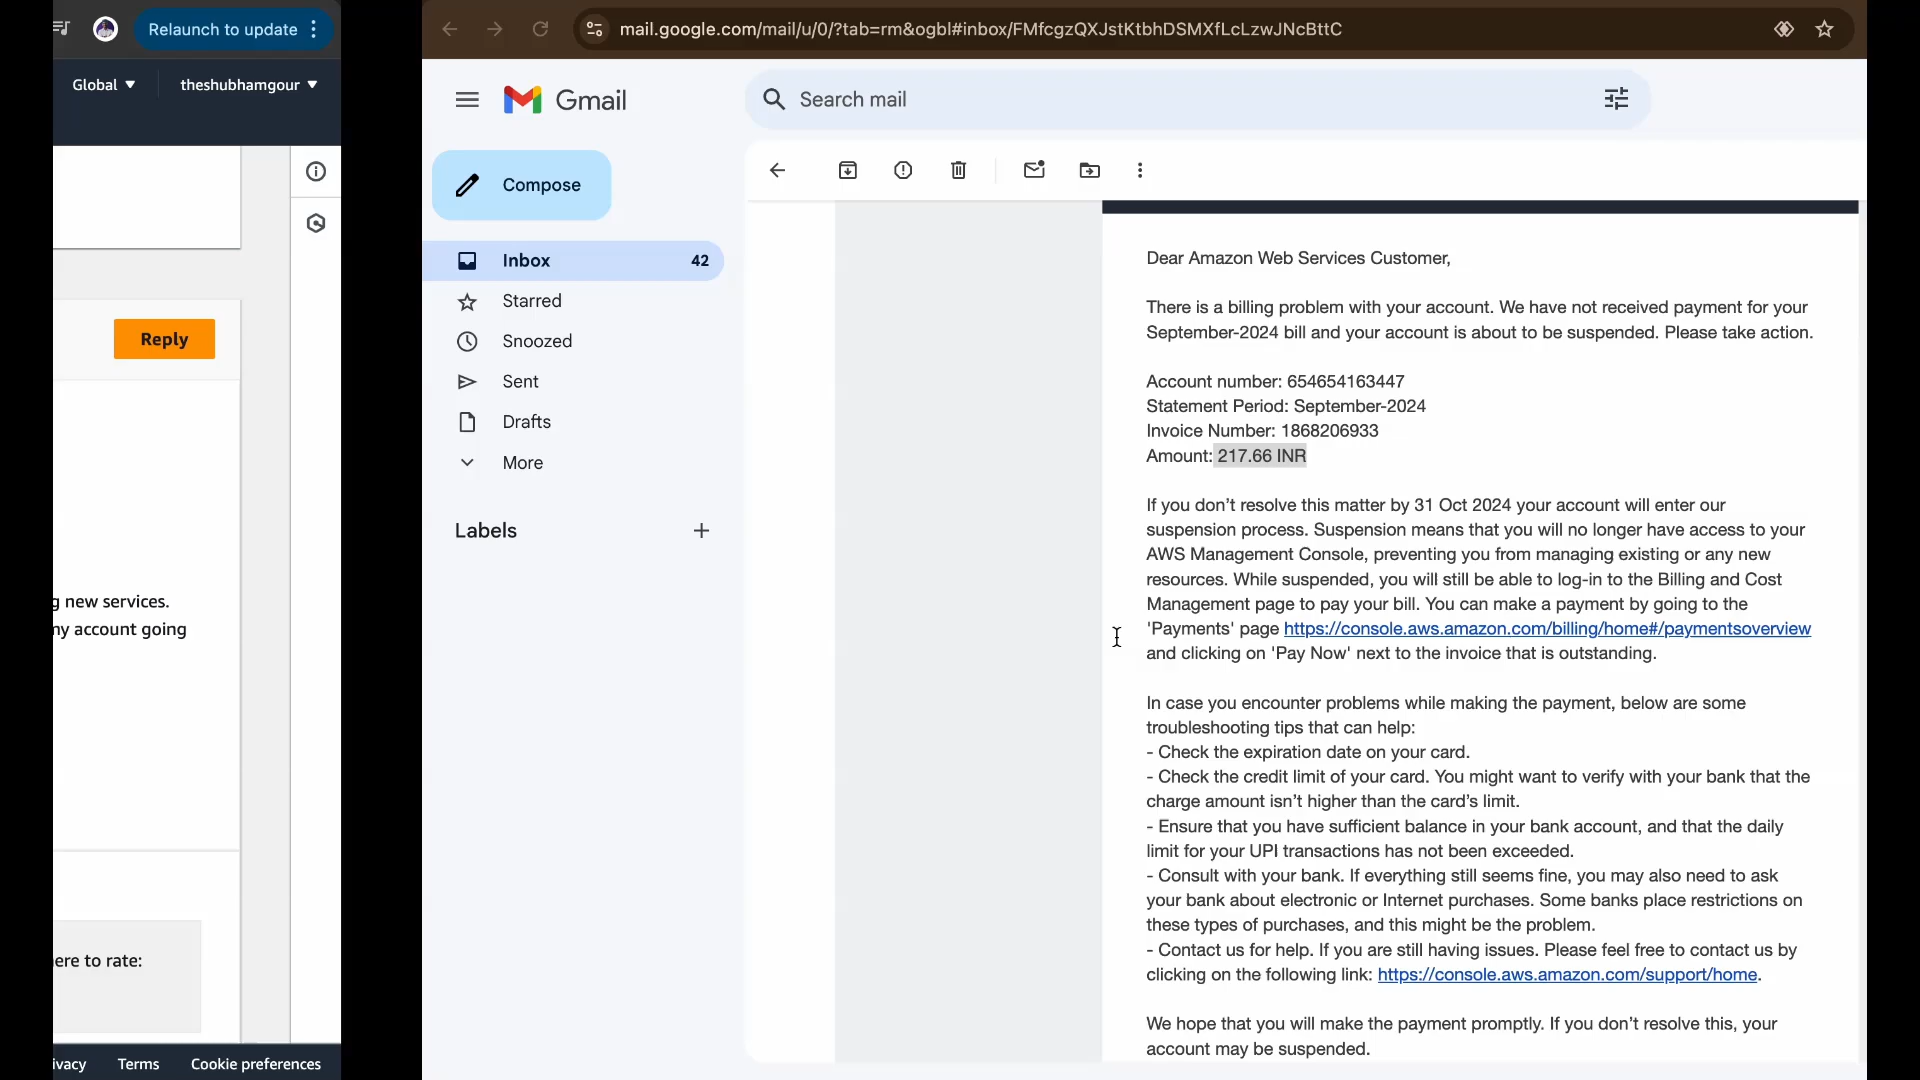 Relaunch to update
Global
theshubhamgour
Reply
new services.
account going
to rate:
Terms
Cookie preferences
mail.google.com/mail/u/0/?tab=rm&ogbl#inbox/FMfcgzQXJstKtbhDSMXfLcLzwJNcBttC
Gmail
Search mail
Compose
Inbox 42
Starred
Snoozed
Sent
Drafts
More
Labels
Dear Amazon Web Services Customer,
There is a billing problem with your account. We have not received payment for your
September-2024 bill and your account is about to be suspended. Please take action.
Account number: 654654163447
Statement Period: September-2024
Invoice Number: 1868206933
Amount: 217.66 INR
If you don’t resolve this matter by 31 Oct 2024 your account will enter our
suspension process. Suspension means that you will no longer have access to your
AWS Management Console, preventing you from managing existing or any new
resources. While suspended, you will still be able to log-in to the Billing and Cost
Management page to pay your bill. You can make a payment by going to the
'Payments' page https://console.aws.amazon.com/billing/home#/paymentsoverview
and clicking on 'Pay Now' next to the invoice that is outstanding.
In case you encounter problems while making the payment, below are some
troubleshooting tips that can help:
- Check the expiration date on your card.
- Check the credit limit of your card. You might want to verify with your bank that the
charge amount isn’t higher than the card’s limit.
- Ensure that you have sufficient balance in your bank account, and that the daily
limit for your UPI transactions has not been exceeded.
- Consult with your bank. If everything still seems fine, you may also need to ask
your bank about electronic or Internet purchases. Some banks place restrictions on
these types of purchases, and this might be the problem.
- Contact us for help. If you are still having issues. Please feel free to contact us by
clicking on the following link: https://console.aws.amazon.com/support/home.
We hope that you will make the payment promptly. If you don’t resolve this, your
account may be suspended.